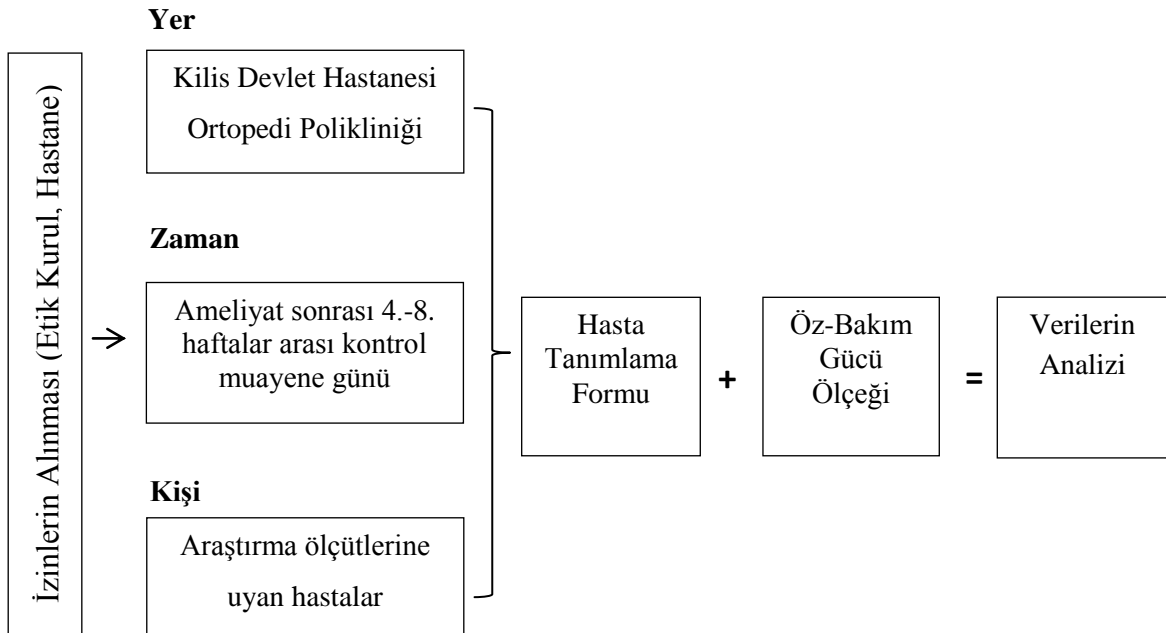 İzinlerin Alınması (Etik Kurul, Hastane)
Yer
Kilis Devlet Hastanesi
Ortopedi Polikliniği
Zaman
Ameliyat sonrası 4.-8.
haftalar arası kontrol
muayene günü
Kişi
Araştırma ölçütlerine
uyan hastalar
Hasta
Tanımlama
Formu
+
Öz-Bakım
Gücü
Ölçeği
=
Verilerin
Analizi